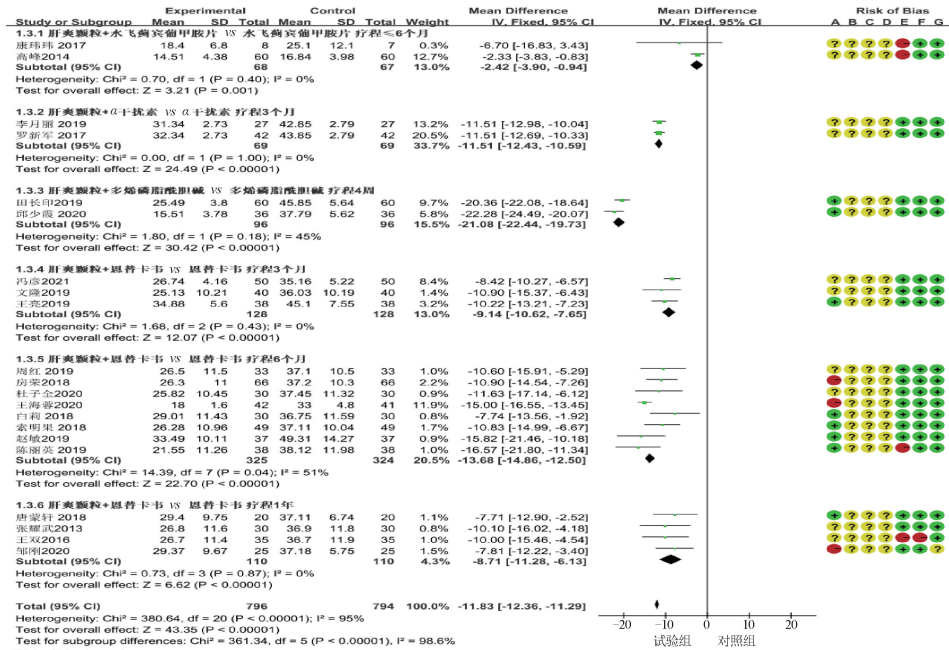 Experimental Control Mean Difference Mean Difference Risk of Bias
Study or Subgroup Mean SD Total Mean SD Total Weight IV. Fixed. 95% CI IV. Fixed. 95% CI A B C D E F G
1.3.1 肝爽颗粒+水飞蓟宾葡甲胺片 VS 水飞蓟宾葡甲胺片 疗程≤6个月
康玮玮 2017 18.4 6.8 8 25.1 12.1 7 0.3% -6.70 [-16.83, 3.43] ? ? ? ? − + +
高峰2014 14.51 4.38 60 16.84 3.98 60 12.7% -2.33 [-3.83, -0.83] ? ? ? ? − + +
Subtotal (95% CI) 68 67 13.0% -2.42 [-3.90, -0.94]
Heterogeneity: Chi² = 0.70, df = 1 (P = 0.40); I² = 0%
Test for overall effect: Z = 3.21 (P = 0.001)
1.3.2 肝爽颗粒+α干扰素 VS α干扰素 疗程3个月
李月丽 2019 31.34 2.73 27 42.85 2.79 27 13.2% -11.51 [-12.98, -10.04] ? ? ? ? + + +
罗新军 2017 32.34 2.73 42 43.85 2.79 42 20.5% -11.51 [-12.69, -10.33] ? ? ? ? + + +
Subtotal (95% CI) 69 69 33.7% -11.51 [-12.43, -10.59]
Heterogeneity: Chi² = 0.00, df = 1 (P = 1.00); I² = 0%
Test for overall effect: Z = 24.49 (P < 0.00001)
1.3.3 肝爽颗粒+多烯磷脂酰胆碱 VS 多烯磷脂酰胆碱 疗程4周
田长印2019 25.49 3.8 60 45.85 5.64 60 9.7% -20.36 [-22.08, -18.64] + ? ? ? + + +
邱少霞 2020 15.51 3.78 36 37.79 5.62 36 5.8% -22.28 [-24.49, -20.07] + ? ? ? + + +
Subtotal (95% CI) 96 96 15.5% -21.08 [-22.44, -19.73]
Heterogeneity: Chi² = 1.80, df = 1 (P = 0.18); I² = 45%
Test for overall effect: Z = 30.42 (P < 0.00001)
1.3.4 肝爽颗粒+恩替卡韦 VS 恩替卡韦 疗程3个月
冯彦2021 26.74 4.16 50 35.16 5.22 50 8.4% -8.42 [-10.27, -6.57] ? ? ? ? + + +
文隆2019 25.13 10.21 40 36.03 10.19 40 1.4% -10.90 [-15.37, -6.43] ? ? ? ? + + +
王亮2019 34.88 5.6 38 45.1 7.55 38 3.2% -10.22 [-13.21, -7.23] + ? ? ? + + +
Subtotal (95% CI) 128 128 13.0% -9.14 [-10.62, -7.65]
Heterogeneity: Chi² = 1.68, df = 2 (P = 0.43); I² = 0%
Test for overall effect: Z = 12.07 (P < 0.00001)
1.3.5 肝爽颗粒+恩替卡韦 VS 恩替卡韦 疗程6个月
周红 2019 26.5 11.5 33 37.1 10.5 33 1.0% -10.60 [-15.91, -5.29] ? ? ? ? + + +
房荣2018 26.3 11 66 37.2 10.3 66 2.2% -10.90 [-14.54, -7.26] − ? ? ? + + +
杜子全2020 25.82 10.45 30 37.45 11.32 30 1.0% -11.63 [-17.14, -6.12] ? ? ? ? + + +
王海蓉2020 18 1.6 42 33 4.8 41 11.9% -15.00 [-16.55, -13.45] − ? ? ? + + +
白莉 2018 29.01 11.43 30 36.75 11.59 30 0.8% -7.74 [-13.56, -1.92] + ? ? ? + + +
索明果 2018 26.28 10.96 49 37.11 10.04 49 1.6% -10.83 [-14.99, -6.67] + ? ? ? + + +
赵敏2019 33.49 10.11 37 49.31 14.27 37 0.9% -15.82 [-21.46, -10.18] + ? ? ? + + +
陈丽英 2019 21.55 11.26 38 38.12 11.98 38 1.0% -16.57 [-21.80, -11.34] + ? ? ? − + +
Subtotal (95% CI) 325 324 20.5% -13.68 [-14.86, -12.50]
Heterogeneity: Chi² = 14.39, df = 7 (P = 0.04); I² = 51%
Test for overall effect: Z = 22.70 (P < 0.00001)
1.3.6 肝爽颗粒+恩替卡韦 VS 恩替卡韦 疗程1年
唐蒙轩 2018 29.4 9.75 20 37.11 6.74 20 1.1% -7.71 [-12.90, -2.52] ? ? ? ? + + +
张耀武2013 26.8 11.6 30 36.9 11.8 30 0.8% -10.10 [-16.02, -4.18] ? ? ? ? + + +
王双2016 26.7 11.4 35 36.7 11.9 35 1.0% -10.00 [-15.46, -4.54] ? ? ? ? − − +
邹刚2020 29.37 9.67 25 37.18 5.75 25 1.5% -7.81 [-12.22, -3.40] − ? ? ? + + ?
Subtotal (95% CI) 110 110 4.3% -8.71 [-11.28, -6.13]
Heterogeneity: Chi² = 0.73, df = 3 (P = 0.87); I² = 0%
Test for overall effect: Z = 6.62 (P < 0.00001)
Total (95% CI) 796 794 100.0% -11.83 [-12.36, -11.29]
Heterogeneity: Chi² = 380.64, df = 20 (P < 0.00001); I² = 95%
Test for overall effect: Z = 43.35 (P < 0.00001)
Test for subgroup differences: Chi² = 361.34, df = 5 (P < 0.00001), I² = 98.6%
-20 -10 0 10 20
试验组 对照组